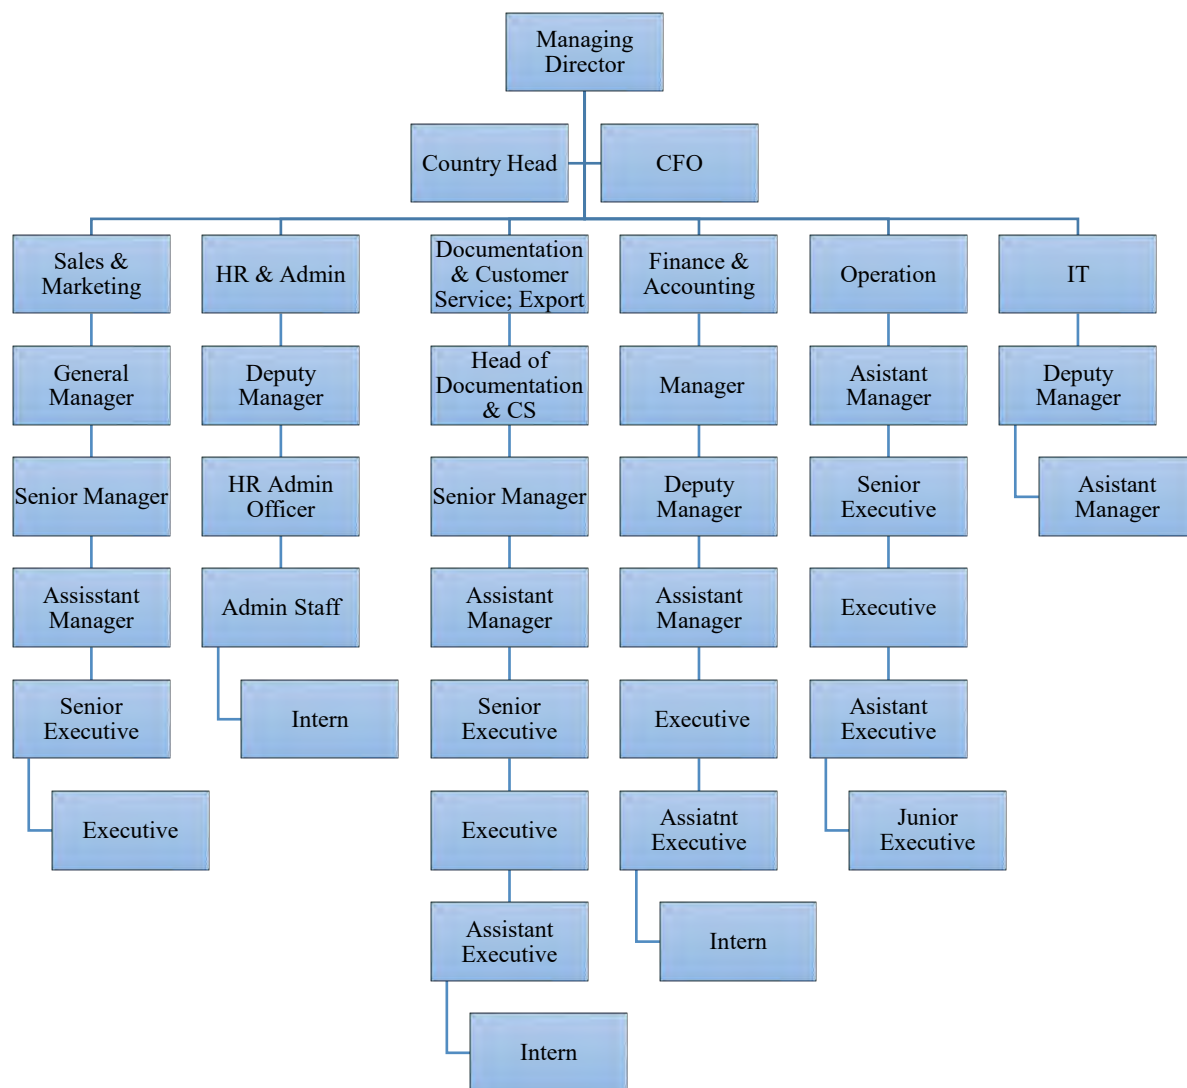 Managing
Director
Country Head
CFO
Sales &
Marketing
HR & Admin
Documentation
& Customer
Service; Export
Finance &
Accounting
Operation
IT
General
Manager
Deputy
Manager
Head of
Documentation
& CS
Manager
Asistant
Manager
Deputy
Manager
Senior Manager
HR Admin
Officer
Senior Manager
Deputy
Manager
Senior
Executive
Asistant
Manager
Assisstant
Manager
Admin Staff
Assistant
Manager
Assistant
Manager
Executive
Senior
Executive
Intern
Senior
Executive
Executive
Asistant
Executive
Executive
Executive
Assiatnt
Executive
Junior
Executive
Assistant
Executive
Intern
Intern